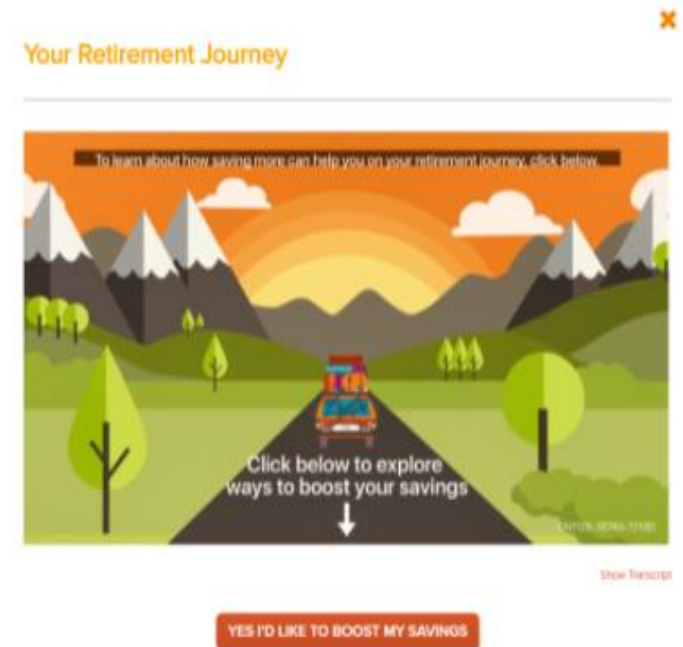 Your Retirement Journey
To learn about how saving more can help you on your retirement journey, click below.
Click below to explore
ways to boost your savings
Show Transcript
YES I'D LIKE TO BOOST MY SAVINGS